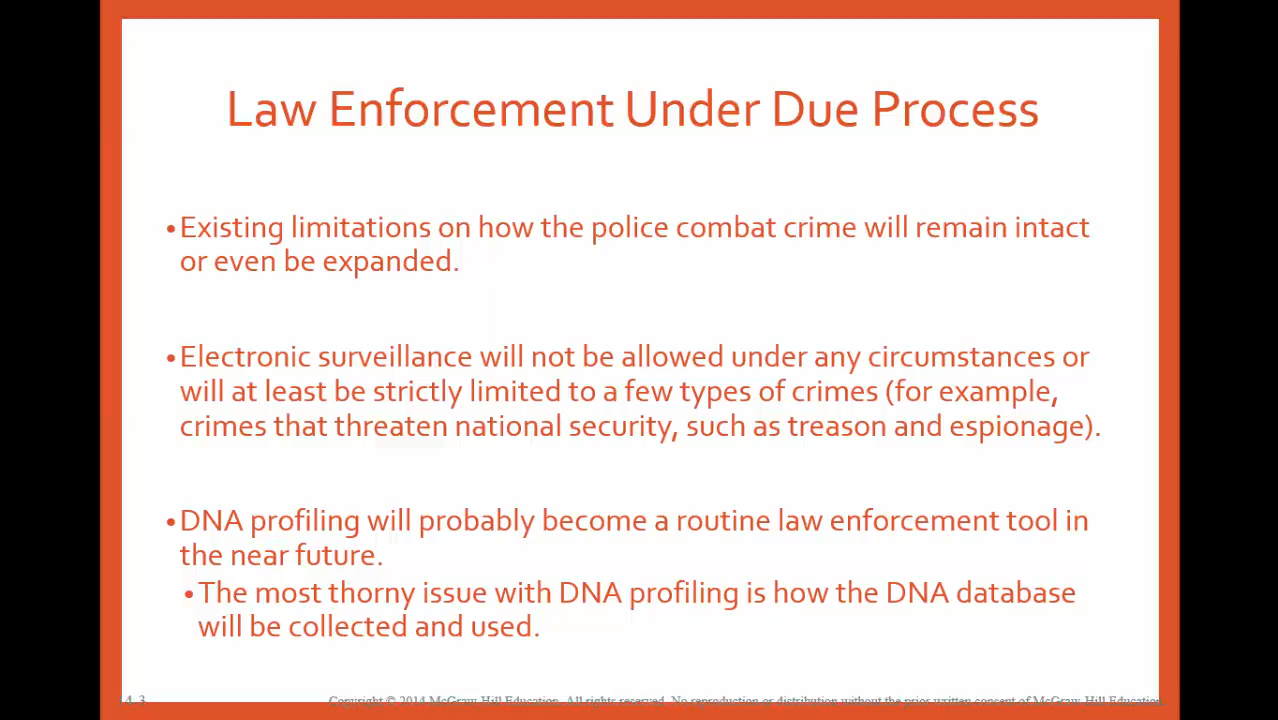 Law Enforcement Under Due Process
•Existing limitations on how the police combat crime will remain intact
or even be expanded.
•Electronic surveillance will not be allowed under any circumstances or
will at least be strictly limited to a few types of crimes (for example,
crimes that threaten national security, such as treason and espionage).
•DNA profiling will probably become a routine law enforcement tool in
the near future.
•The most thorny issue with DNA profiling is how the DNA database
will be collected and used.
4-3 Copyright © 2014 McGraw-Hill Education. All rights reserved. No reproduction or distribution without the prior written consent of McGraw-Hill Education.